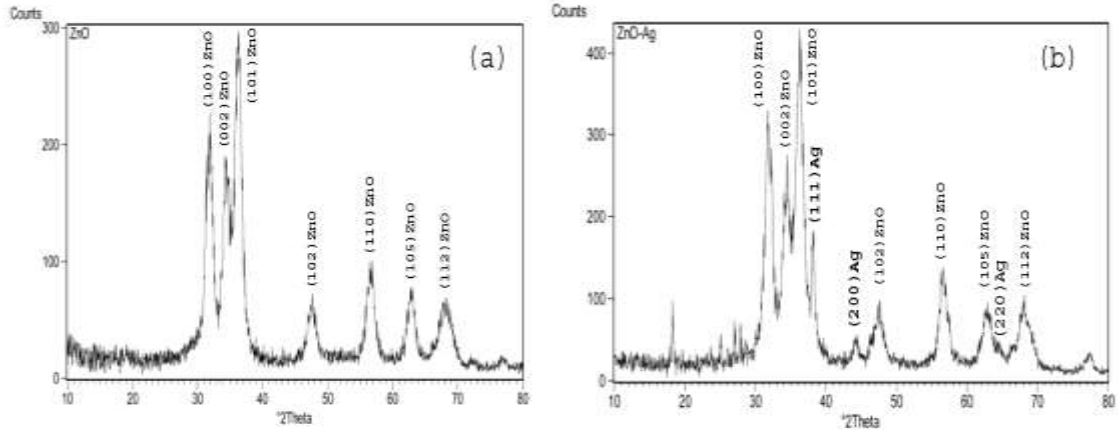 Counts
ZnO
(a)
300
200
100
0
(100)ZnO
(002)ZnO
(101)ZnO
(102)ZnO
(110)ZnO
(105)ZnO
(112)ZnO
10 20 30 40 50 60 70 80
°2Theta
Counts
ZnO-Ag
(b)
400
300
200
100
0
(100)ZnO
(002)ZnO
(101)ZnO
(111)Ag
(200)Ag
(102)ZnO
(110)ZnO
(105)ZnO
(220)Ag
(112)ZnO
10 20 30 40 50 60 70 80
°2Theta